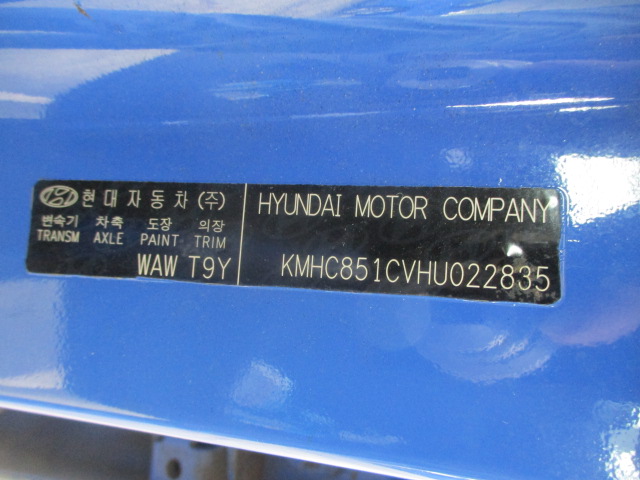 현대자동차(주)
변속기 차축 도장 의장
TRANSM AXLE PAINT TRIM
WAW T9Y
HYUNDAI MOTOR COMPANY
KMHC851CVHU022835